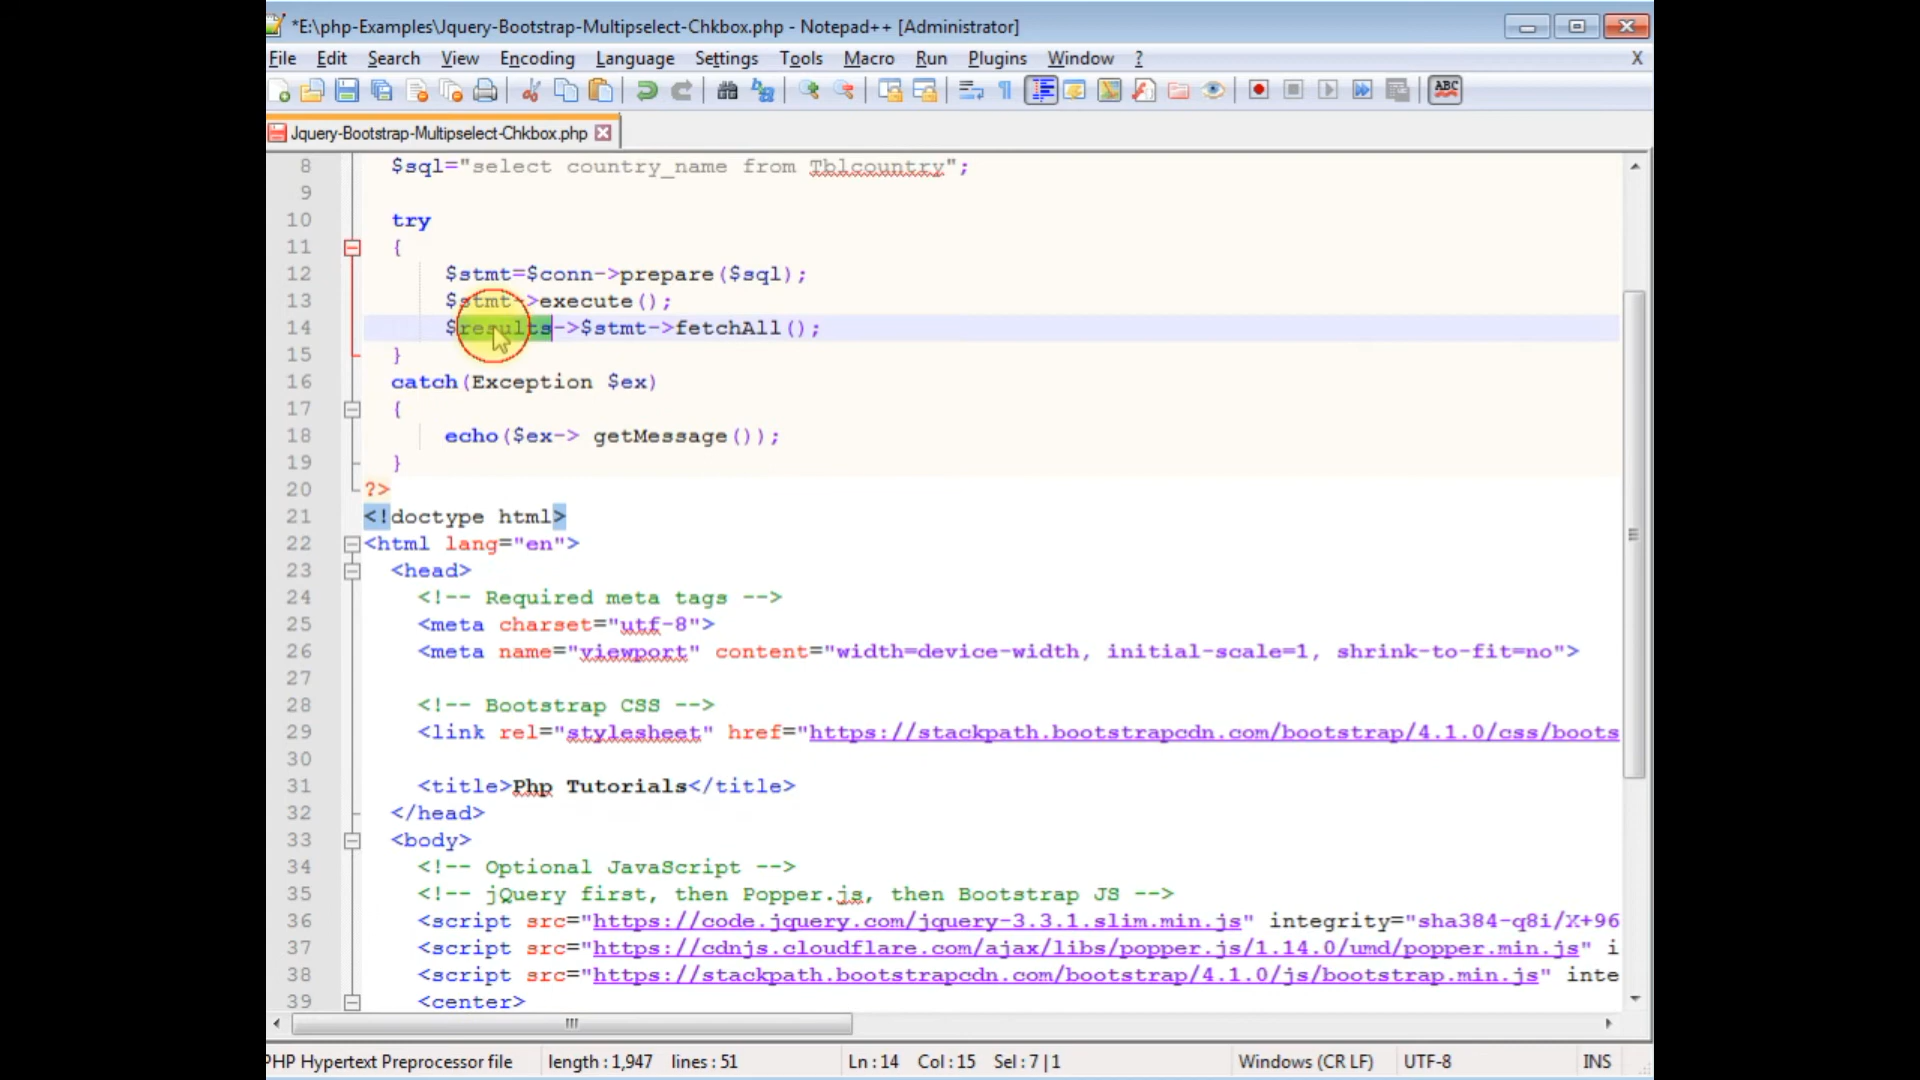 *E:\php-Examples\Jquery-Bootstrap-Multipselect-Chkbox.php - Notepad++ [Administrator]
File Edit Search View Encoding Language Settings Tools Macro Run Plugins Window ? X
ABC
Jquery-Bootstrap-Multipselect-Chkbox.php
8 $sql="select country_name from Tblcountry";
9
10 try
11 {
12 $stmt=$conn->prepare($sql);
13 $stmt->execute();
14 $results->$stmt->fetchAll();
15 }
16 catch(Exception $ex)
17 {
18 echo($ex-> getMessage());
19 }
20 ?>
21 <!doctype html>
22 <html lang="en">
23 <head>
24 <!-- Required meta tags -->
25 <meta charset="utf-8">
26 <meta name="viewport" content="width=device-width, initial-scale=1, shrink-to-fit=no">
27
28 <!-- Bootstrap CSS -->
29 <link rel="stylesheet" href="https://stackpath.bootstrapcdn.com/bootstrap/4.1.0/css/boots
30
31 <title>Php Tutorials</title>
32 </head>
33 <body>
34 <!-- Optional JavaScript -->
35 <!-- jQuery first, then Popper.js, then Bootstrap JS -->
36 <script src="https://code.jquery.com/jquery-3.3.1.slim.min.js" integrity="sha384-q8i/X+96
37 <script src="https://cdnjs.cloudflare.com/ajax/libs/popper.js/1.14.0/umd/popper.min.js" i
38 <script src="https://stackpath.bootstrapcdn.com/bootstrap/4.1.0/js/bootstrap.min.js" inte
39 <center>
PHP Hypertext Preprocessor file length : 1,947 lines : 51 Ln : 14 Col : 15 Sel : 7 | 1 Windows (CR LF) UTF-8 INS